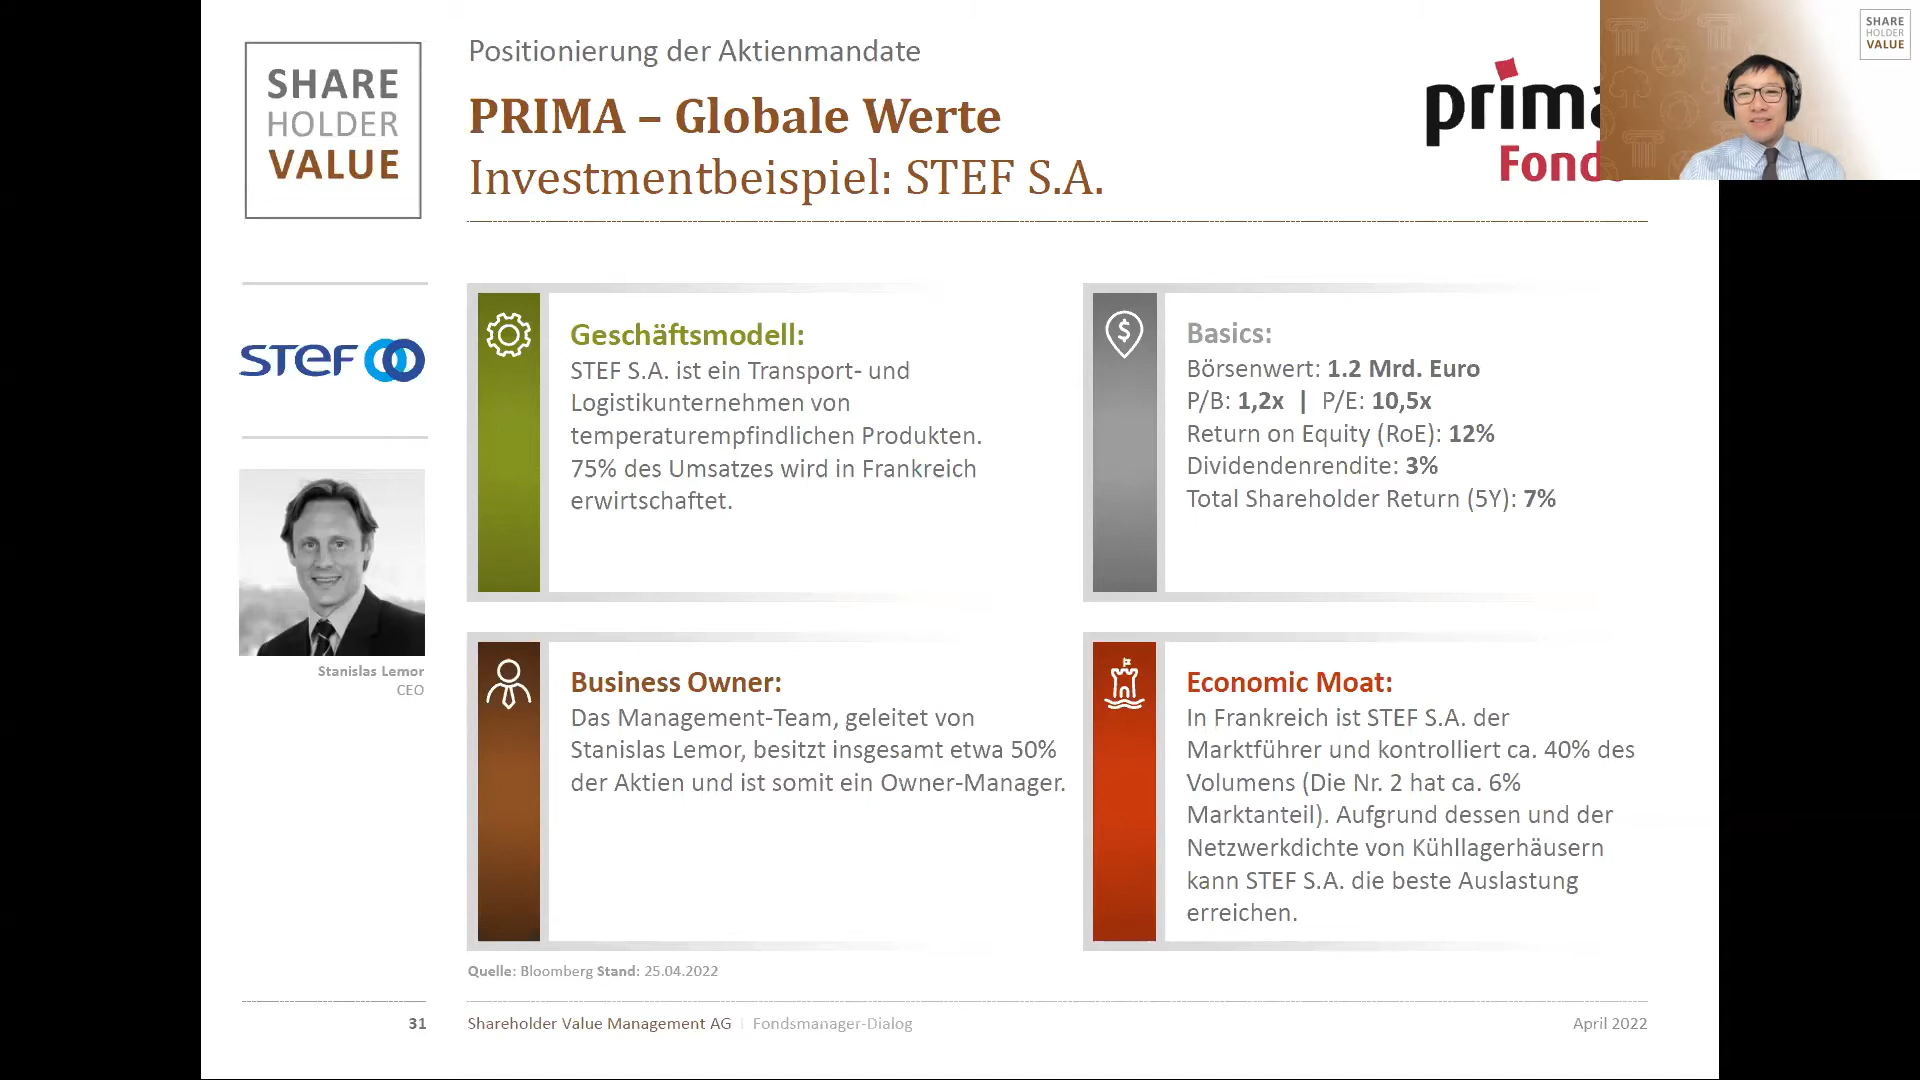 SHARE
HOLDER
VALUE
Positionierung der Aktienmandate
PRIMA – Globale Werte
Investmentbeispiel: STEF S.A.
prima
Fonds
SHARE
HOLDER
VALUE
STEF
Stanislas Lemor
CEO
Geschäftsmodell:
STEF S.A. ist ein Transport- und
Logistikunternehmen von
temperaturempfindlichen Produkten.
75% des Umsatzes wird in Frankreich
erwirtschaftet.
$
Basics:
Börsenwert: 1.2 Mrd. Euro
P/B: 1,2x | P/E: 10,5x
Return on Equity (RoE): 12%
Dividendenrendite: 3%
Total Shareholder Return (5Y): 7%
Business Owner:
Das Management-Team, geleitet von
Stanislas Lemor, besitzt insgesamt etwa 50%
der Aktien und ist somit ein Owner-Manager.
Economic Moat:
In Frankreich ist STEF S.A. der
Marktführer und kontrolliert ca. 40% des
Volumens (Die Nr. 2 hat ca. 6%
Marktanteil). Aufgrund dessen und der
Netzwerkdichte von Kühllagerhäusern
kann STEF S.A. die beste Auslastung
erreichen.
Quelle: Bloomberg Stand: 25.04.2022
31
Shareholder Value Management AG | Fondsmanager-Dialog
April 2022